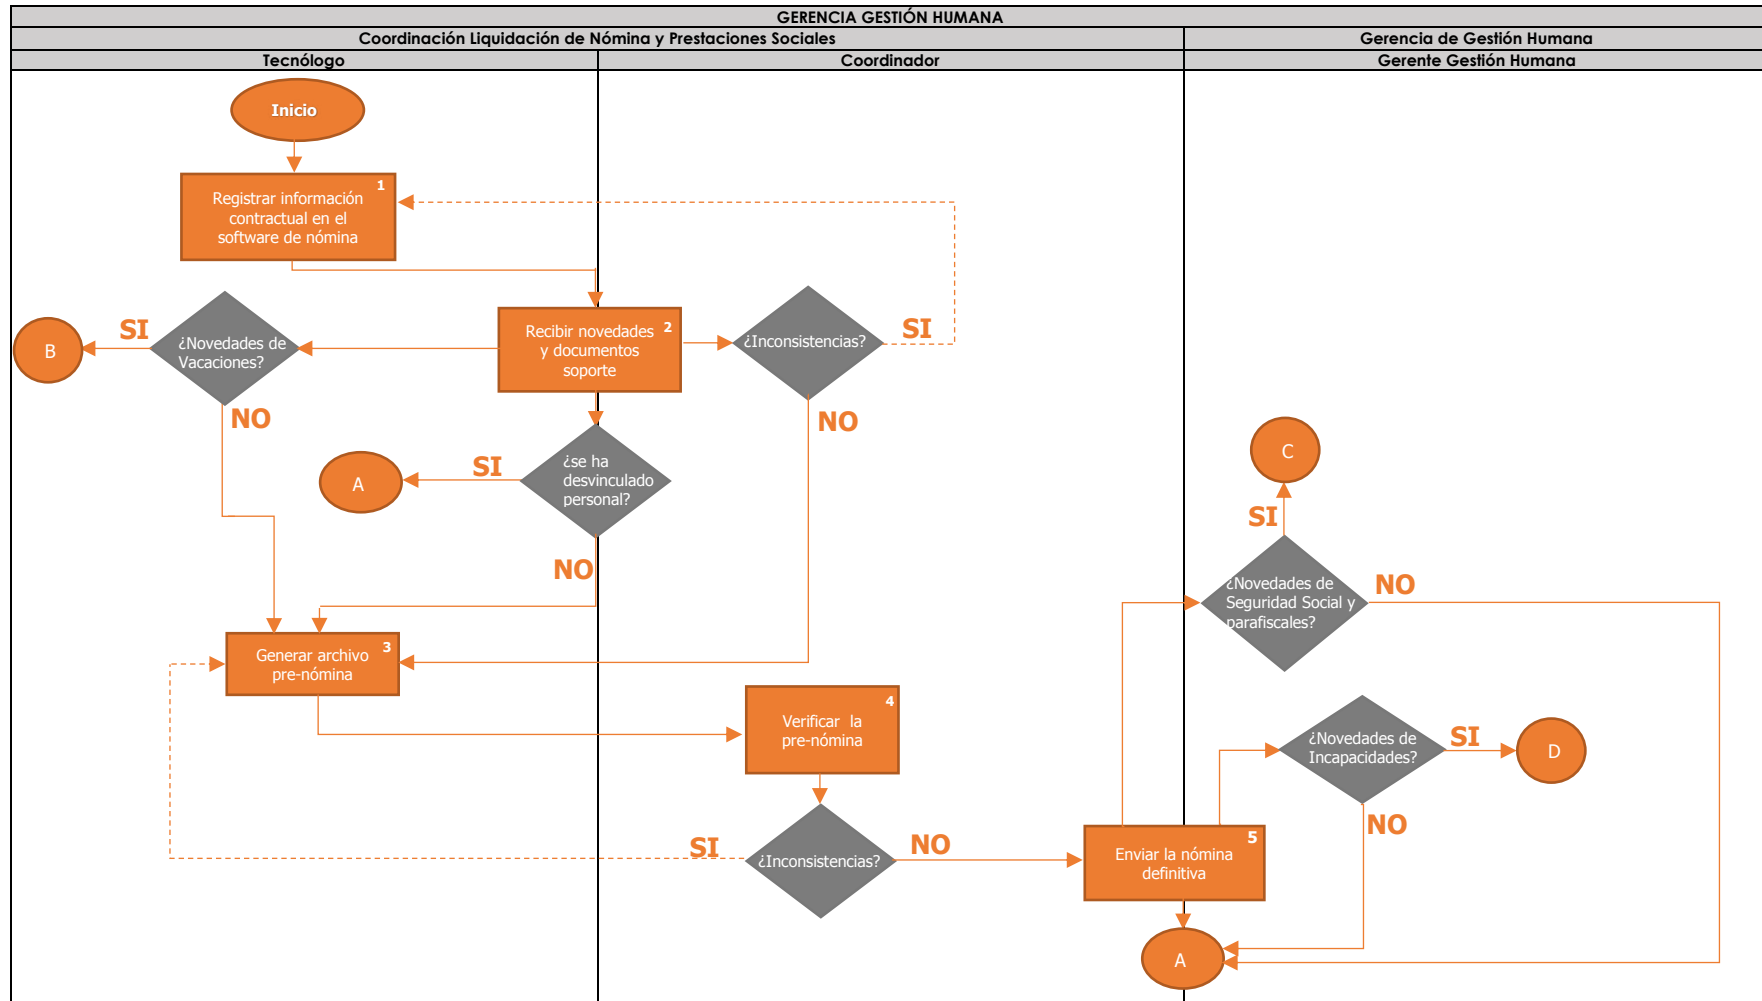 GERENCIA GESTIÓN HUMANA
Coordinación Liquidación de Nómina y Prestaciones Sociales
Gerencia de Gestión Humana
Tecnólogo
Coordinador
Gerente Gestión Humana
Inicio
1
Registrar información
contractual en el
software de nómina
B
SI
¿Novedades de
Vacaciones?
NO
2
Recibir novedades
y documentos
soporte
¿Inconsistencias?
SI
NO
A
SI
¿se ha
desvinculado
personal?
NO
3
Generar archivo
pre-nómina
4
Verificar la
pre-nómina
SI
¿Inconsistencias?
NO
5
Enviar la nómina
definitiva
C
SI
¿Novedades de
Seguridad Social y
parafiscales?
NO
¿Novedades de
Incapacidades?
SI
D
NO
A